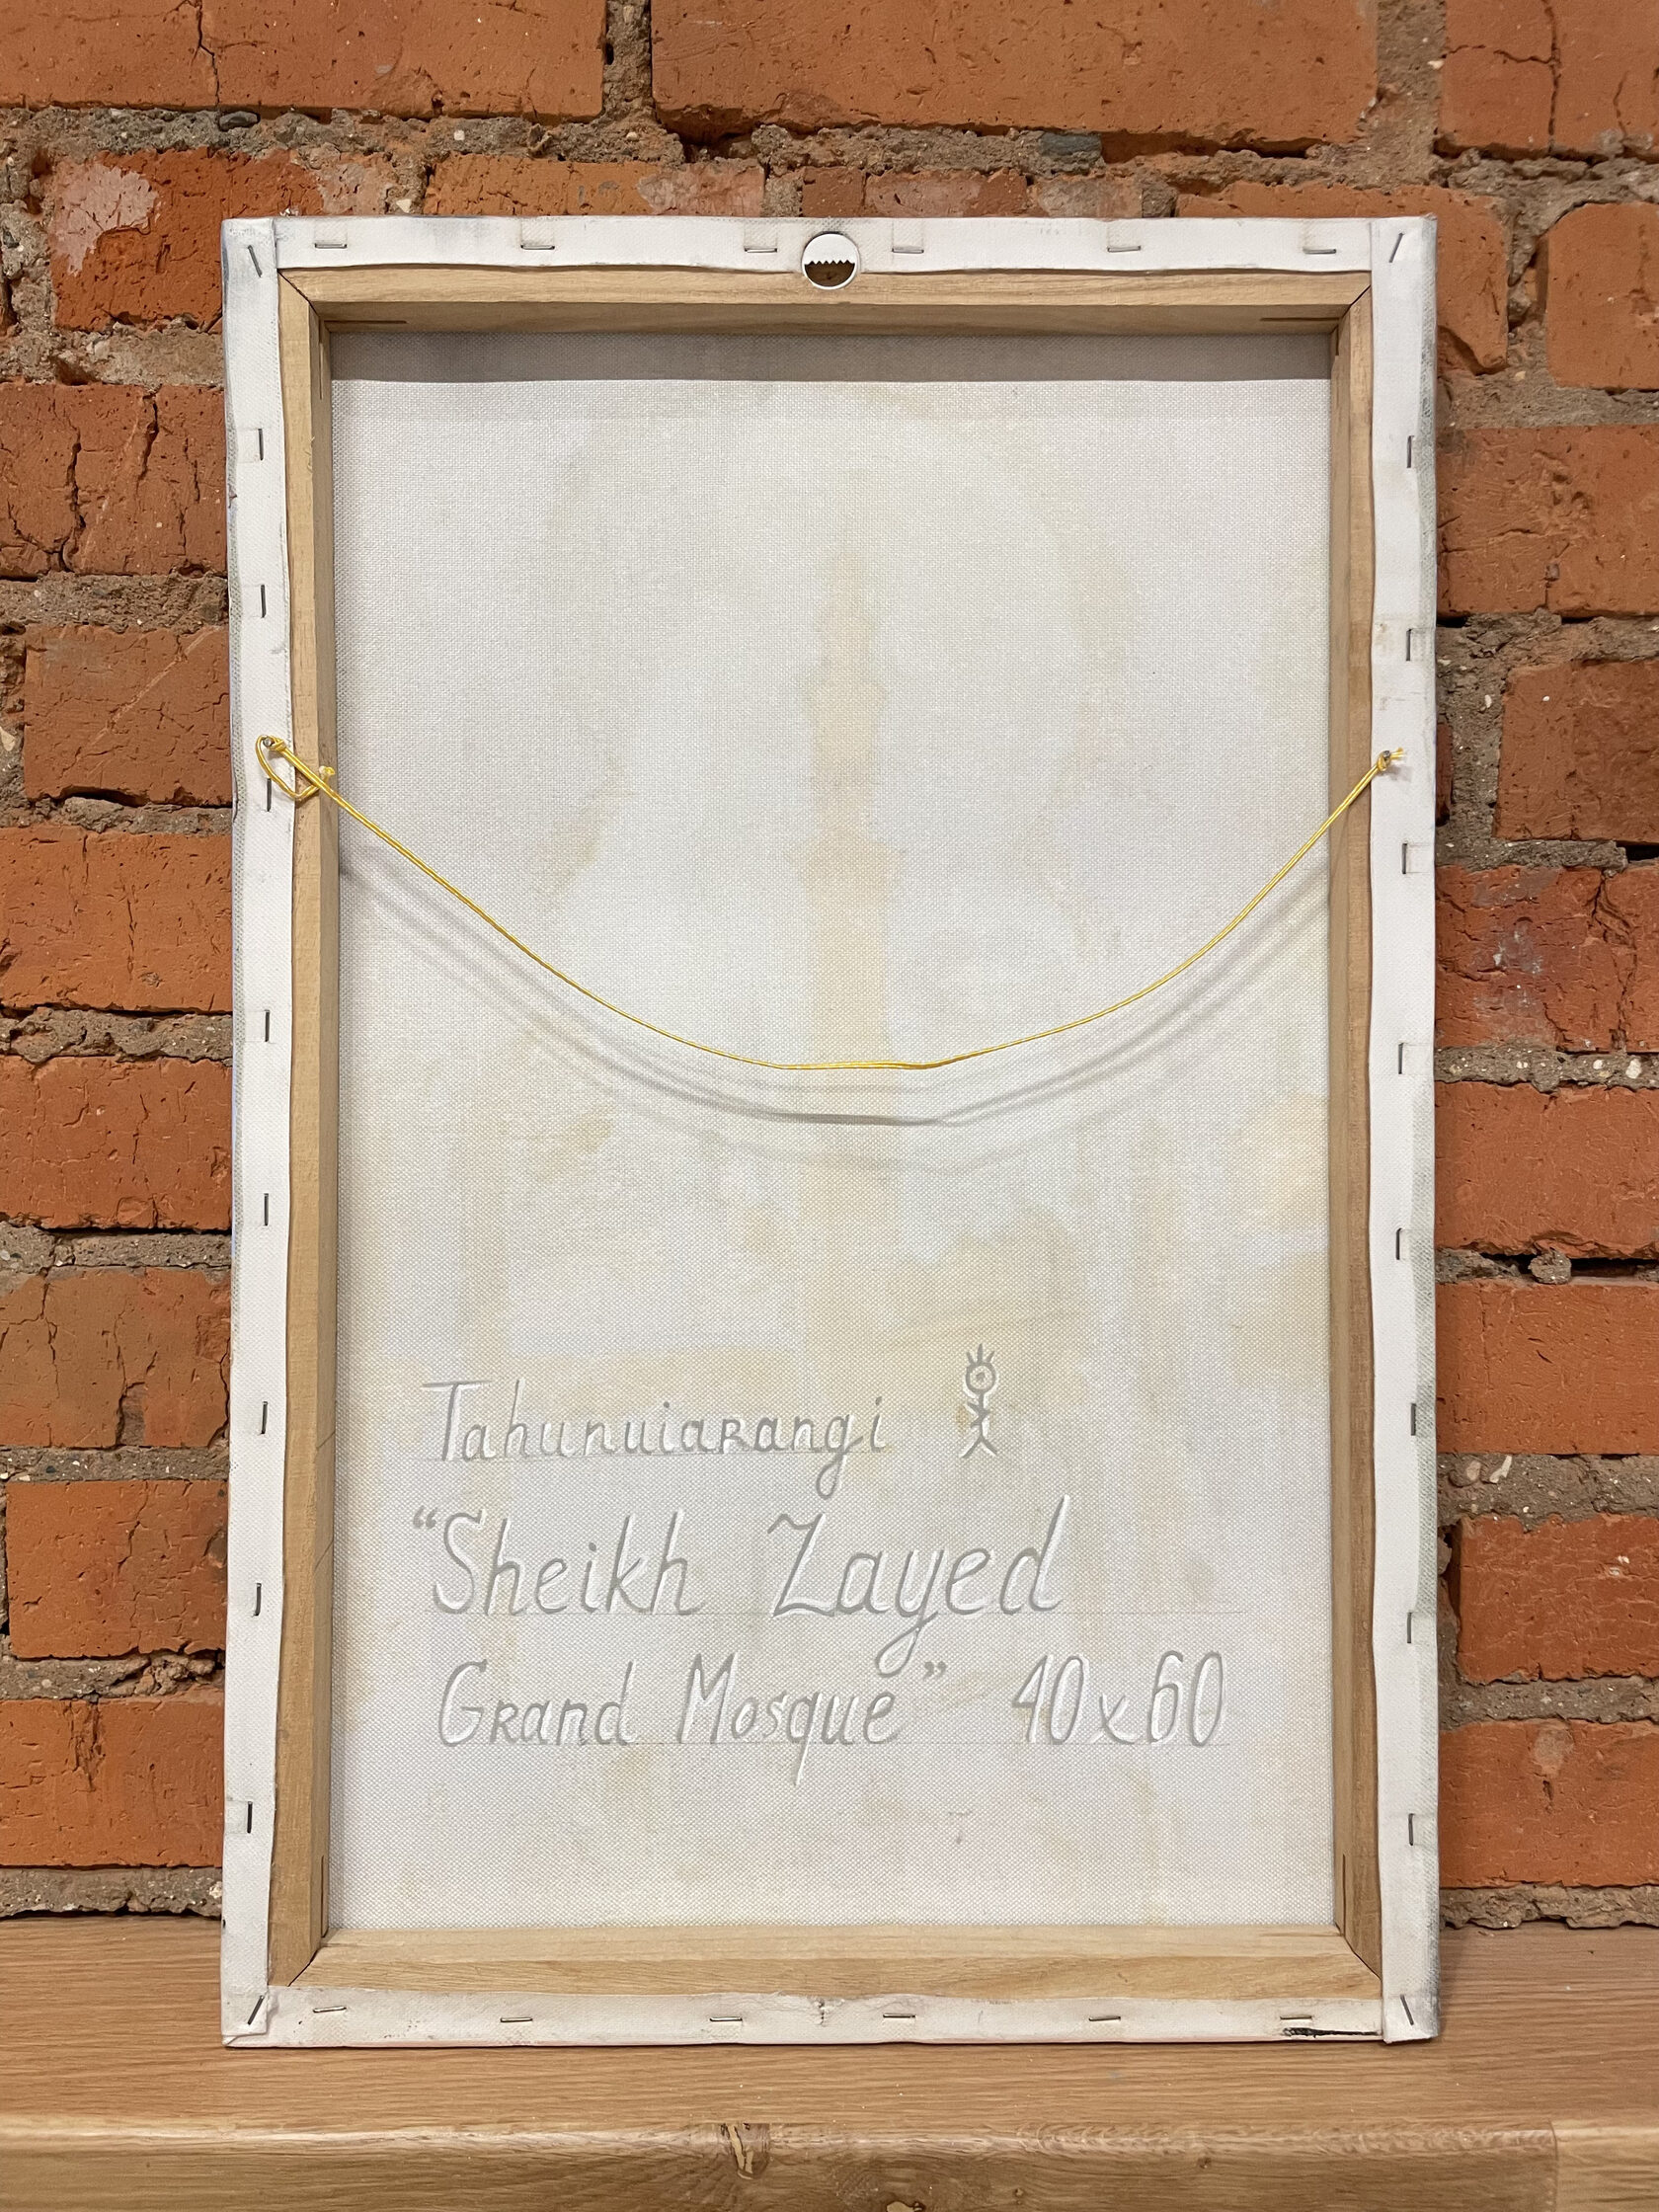 Tahunuiarangi
“Sheikh Zayed
Grand Mosque” 40x60